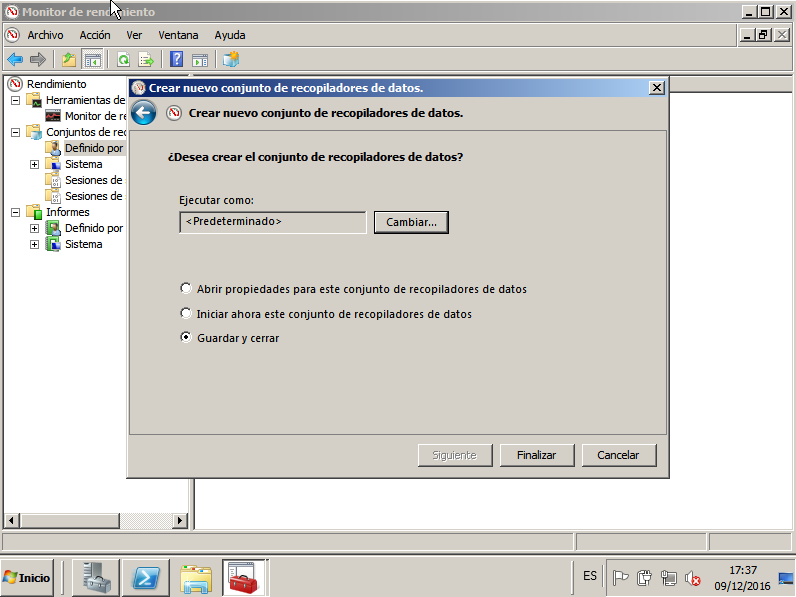 Monitor de rendimiento
Archivo Acción Ver Ventana Ayuda
Rendimiento
Herramientas de
Monitor de re
Conjuntos de rec
Definido por
Sistema
Sesiones de
Sesiones de
Informes
Definido por
Sistema
Crear nuevo conjunto de recopiladores de datos.
Crear nuevo conjunto de recopiladores de datos.
¿Desea crear el conjunto de recopiladores de datos?
Ejecutar como:
<Predeterminado>
Cambiar...
Abrir propiedades para este conjunto de recopiladores de datos
Iniciar ahora este conjunto de recopiladores de datos
Guardar y cerrar
Siguiente Finalizar Cancelar
Inicio
ES
17:37
09/12/2016